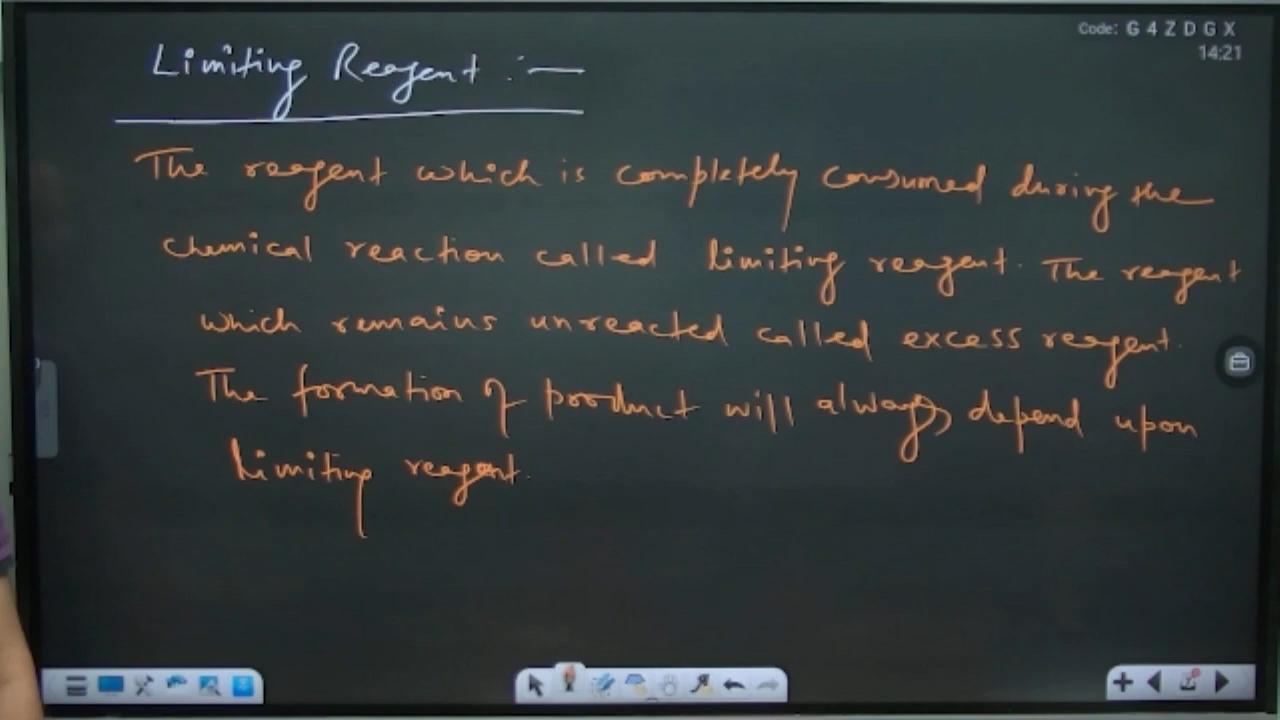 Code: G4ZDGX
14:21
Limiting Reagent :—
The reagent which is completely consumed during the
chemical reaction called limiting reagent. The reagent
which remains unreacted called excess reagent.
The formation of product will always depend upon
limiting reagent.